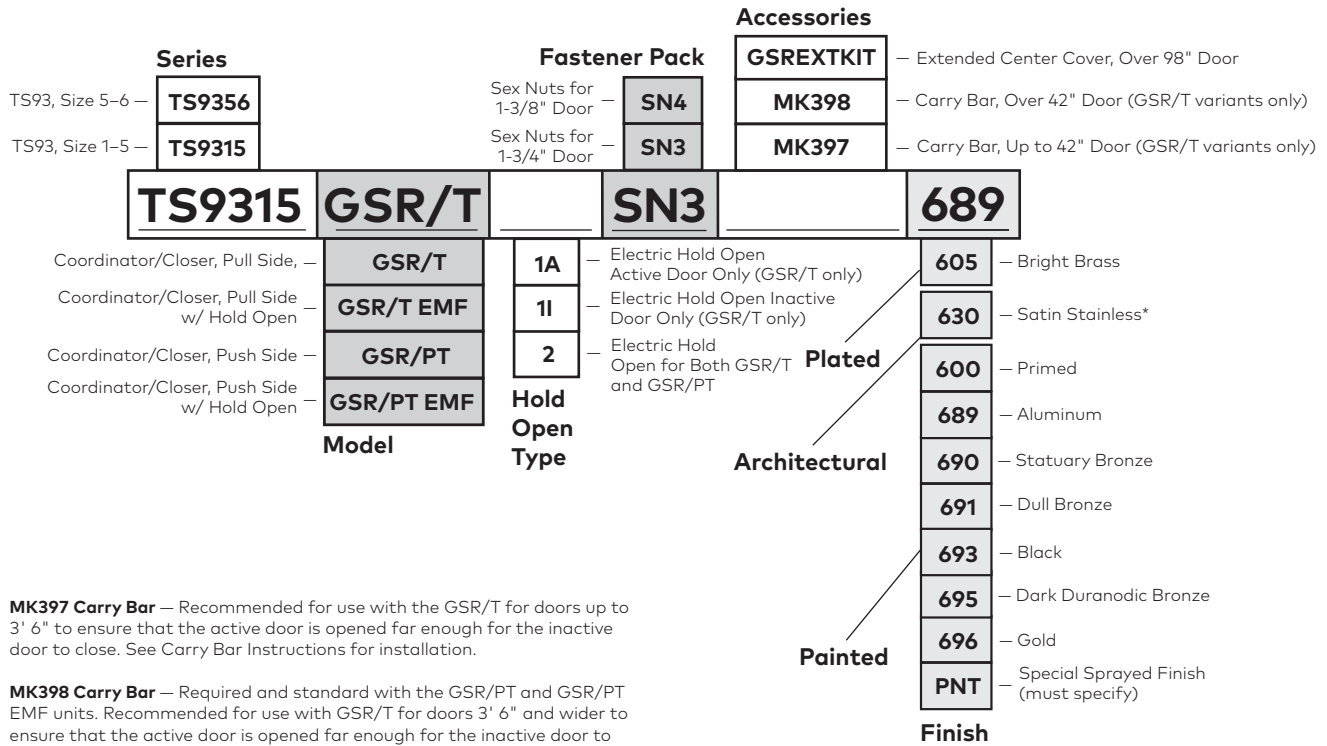 Accessories
GSREXTKIT — Extended Center Cover, Over 98" Door
Series
Fastener Pack
TS93, Size 5–6 — TS9356
Sex Nuts for
1-3/8" Door — SN4
MK398 — Carry Bar, Over 42" Door (GSR/T variants only)
TS93, Size 1–5 — TS9315
Sex Nuts for
1-3/4" Door — SN3
MK397 — Carry Bar, Up to 42" Door (GSR/T variants only)
TS9315 GSR/T SN3 689
Coordinator/Closer, Pull Side, — GSR/T
Coordinator/Closer, Pull Side
w/ Hold Open — GSR/T EMF
Coordinator/Closer, Push Side — GSR/PT
Coordinator/Closer, Push Side
w/ Hold Open — GSR/PT EMF
Model
1A — Electric Hold Open
Active Door Only (GSR/T only)
1I — Electric Hold Open Inactive
Door Only (GSR/T only)
2 — Electric Hold
Open for Both GSR/T
and GSR/PT
Hold
Open
Type
Plated
Architectural
Painted
605 — Bright Brass
630 — Satin Stainless*
600 — Primed
689 — Aluminum
690 — Statuary Bronze
691 — Dull Bronze
693 — Black
695 — Dark Duranodic Bronze
696 — Gold
PNT — Special Sprayed Finish
(must specify)
Finish
MK397 Carry Bar — Recommended for use with the GSR/T for doors up to
3' 6" to ensure that the active door is opened far enough for the inactive
door to close. See Carry Bar Instructions for installation.
MK398 Carry Bar — Required and standard with the GSR/PT and GSR/PT
EMF units. Recommended for use with GSR/T for doors 3' 6" and wider to
ensure that the active door is opened far enough for the inactive door to